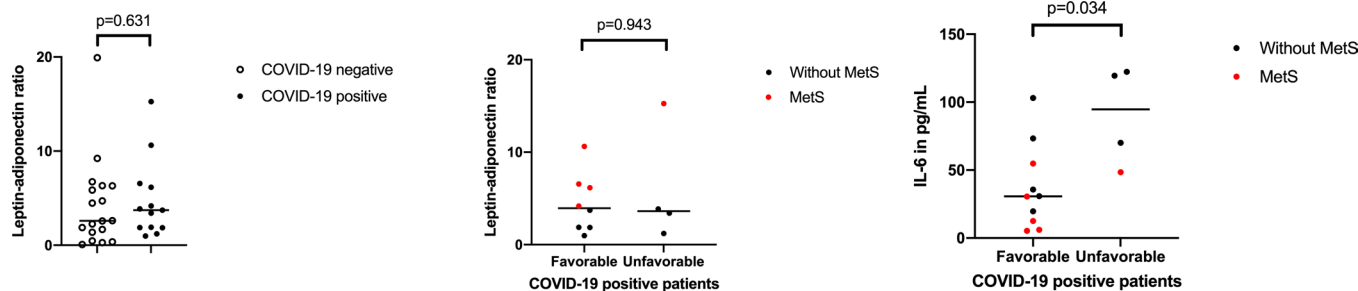 p=0.631
Leptin-adiponectin ratio
20
10
0
COVID-19 negative
COVID-19 positive
p=0.943
Leptin-adiponectin ratio
20
10
0
Favorable Unfavorable
COVID-19 positive patients
Without MetS
MetS
p=0.034
IL-6 in pg/mL
150
100
50
0
Favorable Unfavorable
COVID-19 positive patients
Without MetS
MetS